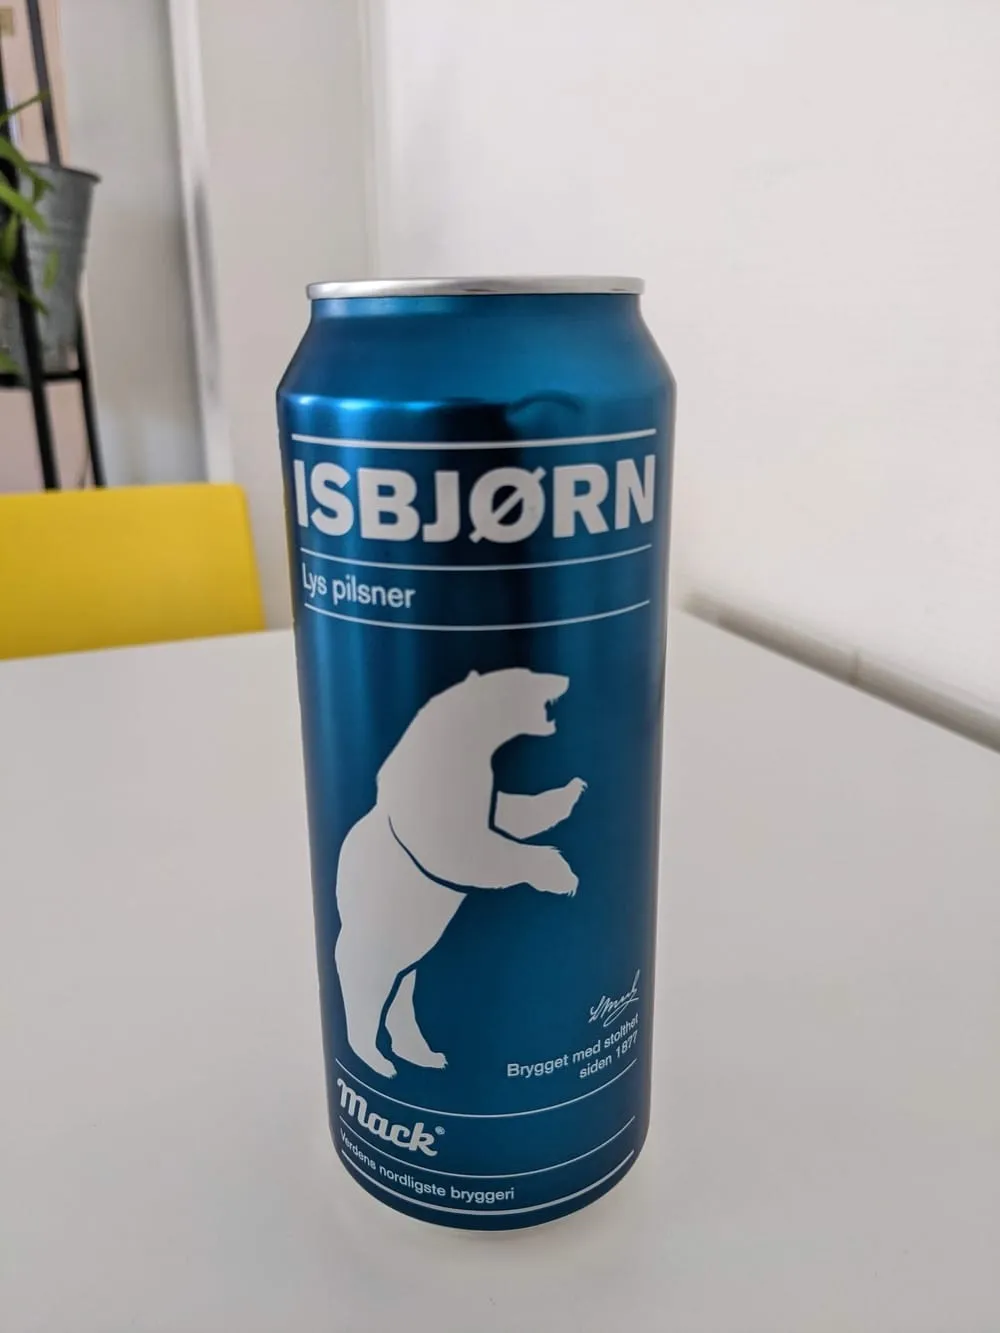 ISBJØRN
Lys pilsner
Brygget med stolthet
siden 1877
Mack®
Verdens nordligste bryggeri